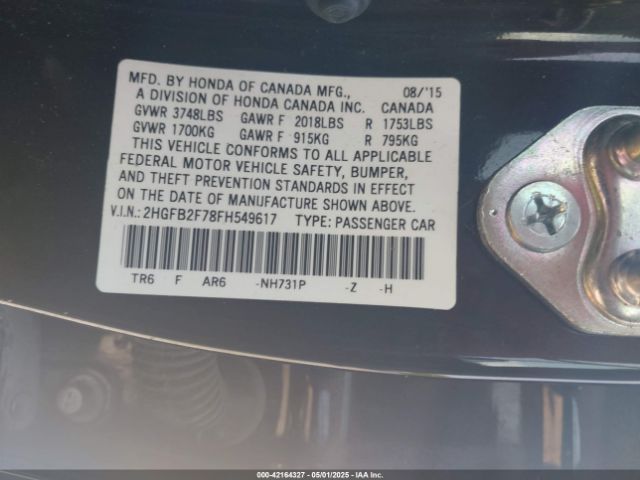 MFD. BY HONDA OF CANADA MFG., 08/'15
A DIVISION OF HONDA CANADA INC. CANADA
GVWR 3748LBS GAWR F 2018LBS R 1753LBS
GVWR 1700KG GAWR F 915KG R 795KG
THIS VEHICLE CONFORMS TO ALL APPLICABLE
FEDERAL MOTOR VEHICLE SAFETY, BUMPER,
AND THEFT PREVENTION STANDARDS IN EFFECT
ON THE DATE OF MANUFACTURE SHOWN ABOVE.
V.I.N.: 2HGFB2F78FH549617 TYPE: PASSENGER CAR
TR6 F AR6 -NH731P -Z -H
000-42164327 | 05/01/2025 | IAA Inc.